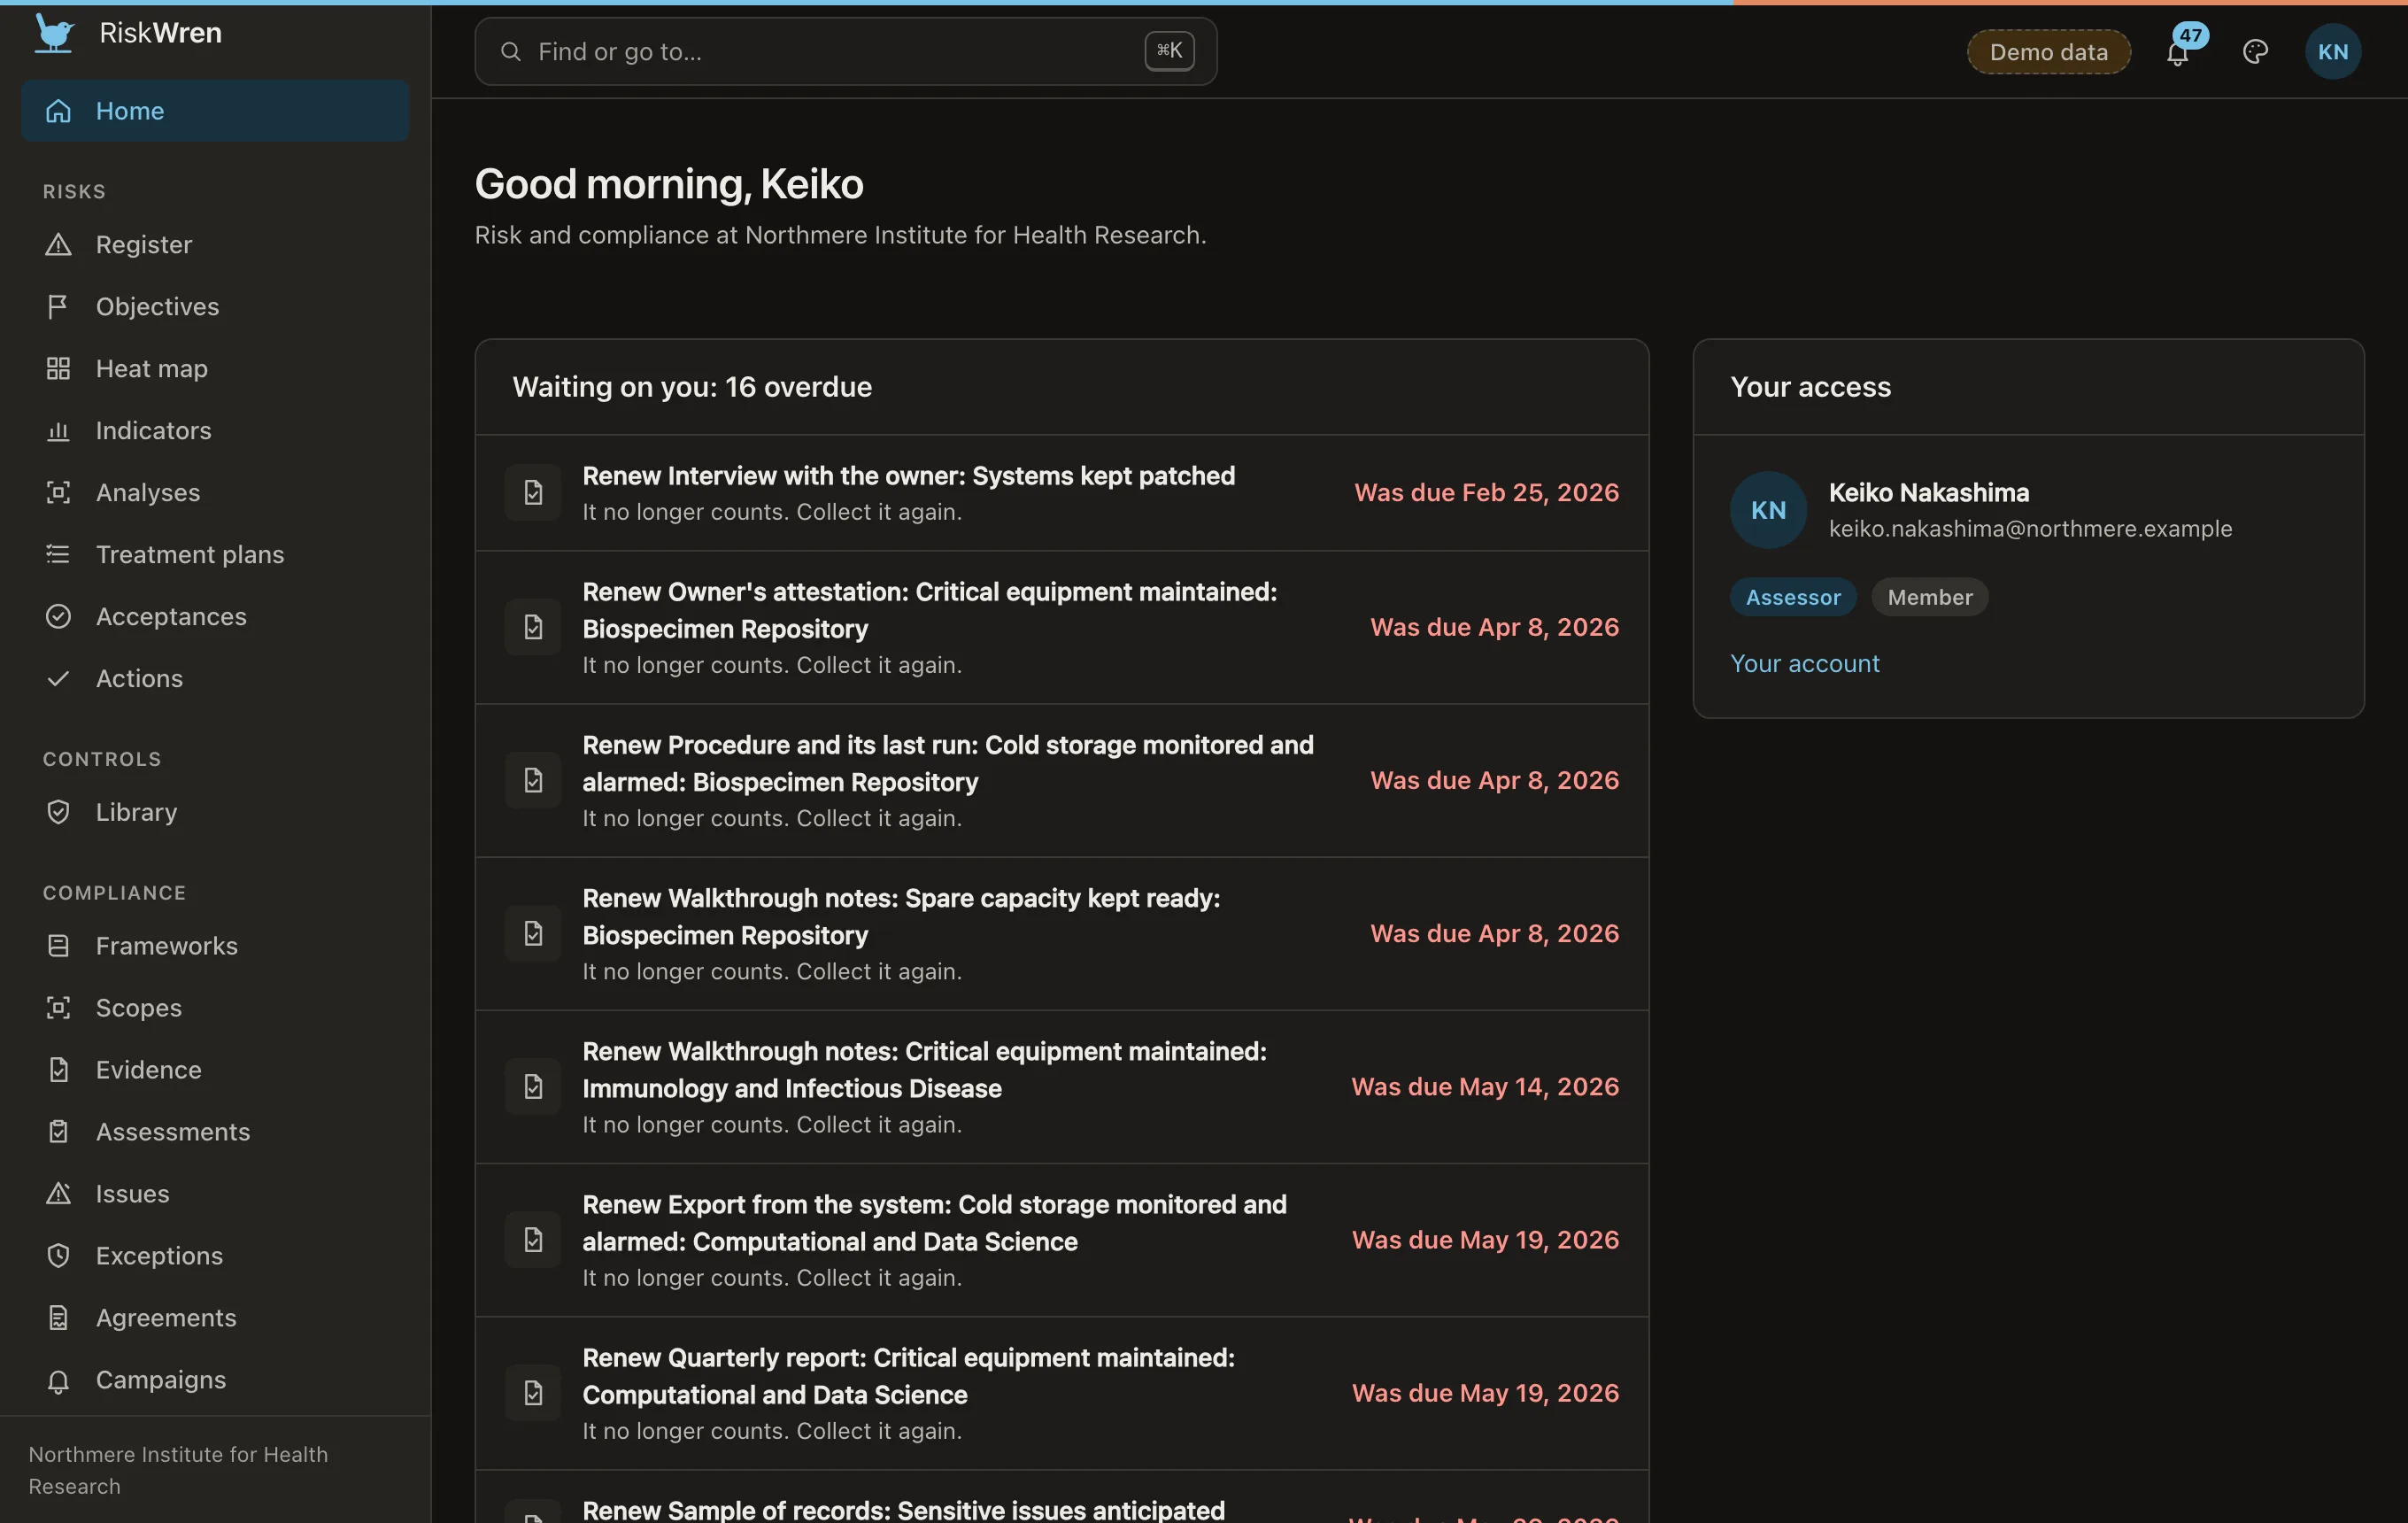 RiskWren
Home
RISKS
Register
Objectives
Heat map
Indicators
Analyses
Treatment plans
Acceptances
Actions
CONTROLS
Library
COMPLIANCE
Frameworks
Scopes
Evidence
Assessments
Issues
Exceptions
Agreements
Campaigns
Northmere Institute for Health
Research
Find or go to...
⌘K
Demo data
47
KN
Good morning, Keiko
Risk and compliance at Northmere Institute for Health Research.
Waiting on you: 16 overdue
Renew Interview with the owner: Systems kept patched
It no longer counts. Collect it again.
Was due Feb 25, 2026
Renew Owner's attestation: Critical equipment maintained:
Biospecimen Repository
It no longer counts. Collect it again.
Was due Apr 8, 2026
Renew Procedure and its last run: Cold storage monitored and
alarmed: Biospecimen Repository
It no longer counts. Collect it again.
Was due Apr 8, 2026
Renew Walkthrough notes: Spare capacity kept ready:
Biospecimen Repository
It no longer counts. Collect it again.
Was due Apr 8, 2026
Renew Walkthrough notes: Critical equipment maintained:
Immunology and Infectious Disease
It no longer counts. Collect it again.
Was due May 14, 2026
Renew Export from the system: Cold storage monitored and
alarmed: Computational and Data Science
It no longer counts. Collect it again.
Was due May 19, 2026
Renew Quarterly report: Critical equipment maintained:
Computational and Data Science
It no longer counts. Collect it again.
Was due May 19, 2026
Renew Sample of records: Sensitive issues anticipated
Your access
KN
Keiko Nakashima
keiko.nakashima@northmere.example
Assessor
Member
Your account